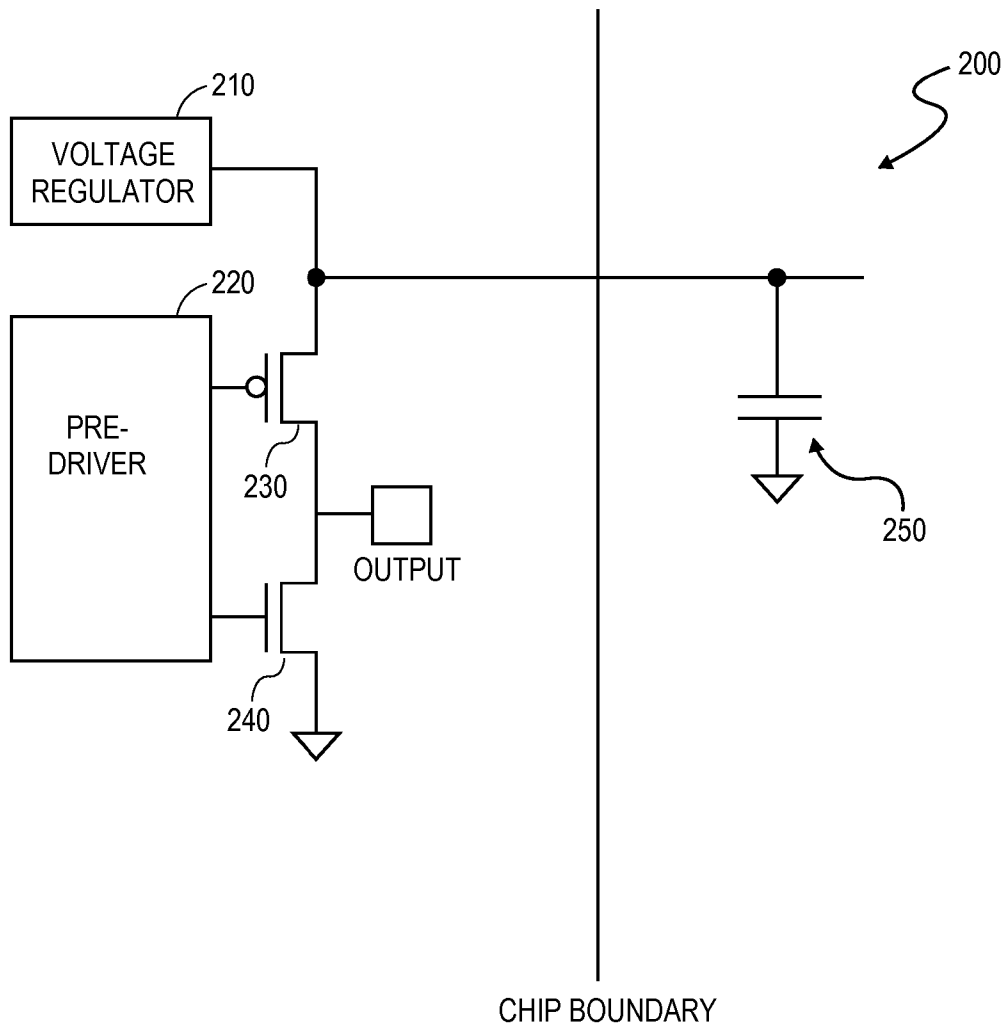 200
210
VOLTAGE
REGULATOR
220
PRE-
DRIVER
230
OUTPUT
250
240
CHIP BOUNDARY